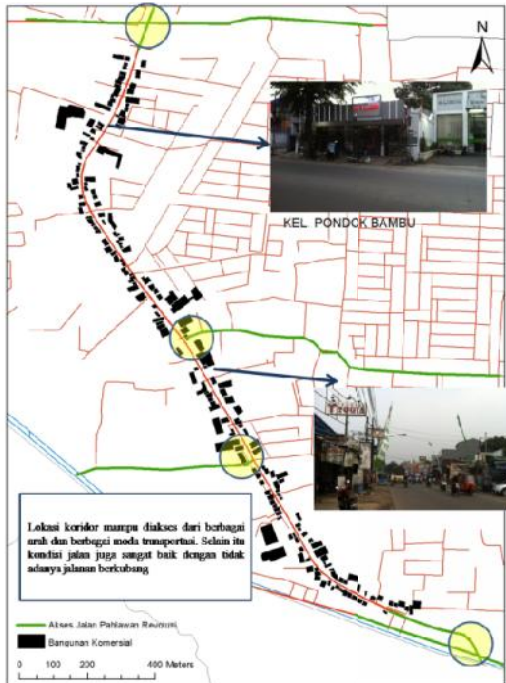 N
KEL PONDOK BAMBU
Lokasi koridor mampu diakses dari berbagai
arah dan berbagai moda transportasi. Selain itu
kondisi jalan juga sangat baik dengan tidak
adanya jalanan berlubang
Akses Jalan Pahlawan Revolusi
Bangunan Komersial
0 100 200 400 Meters